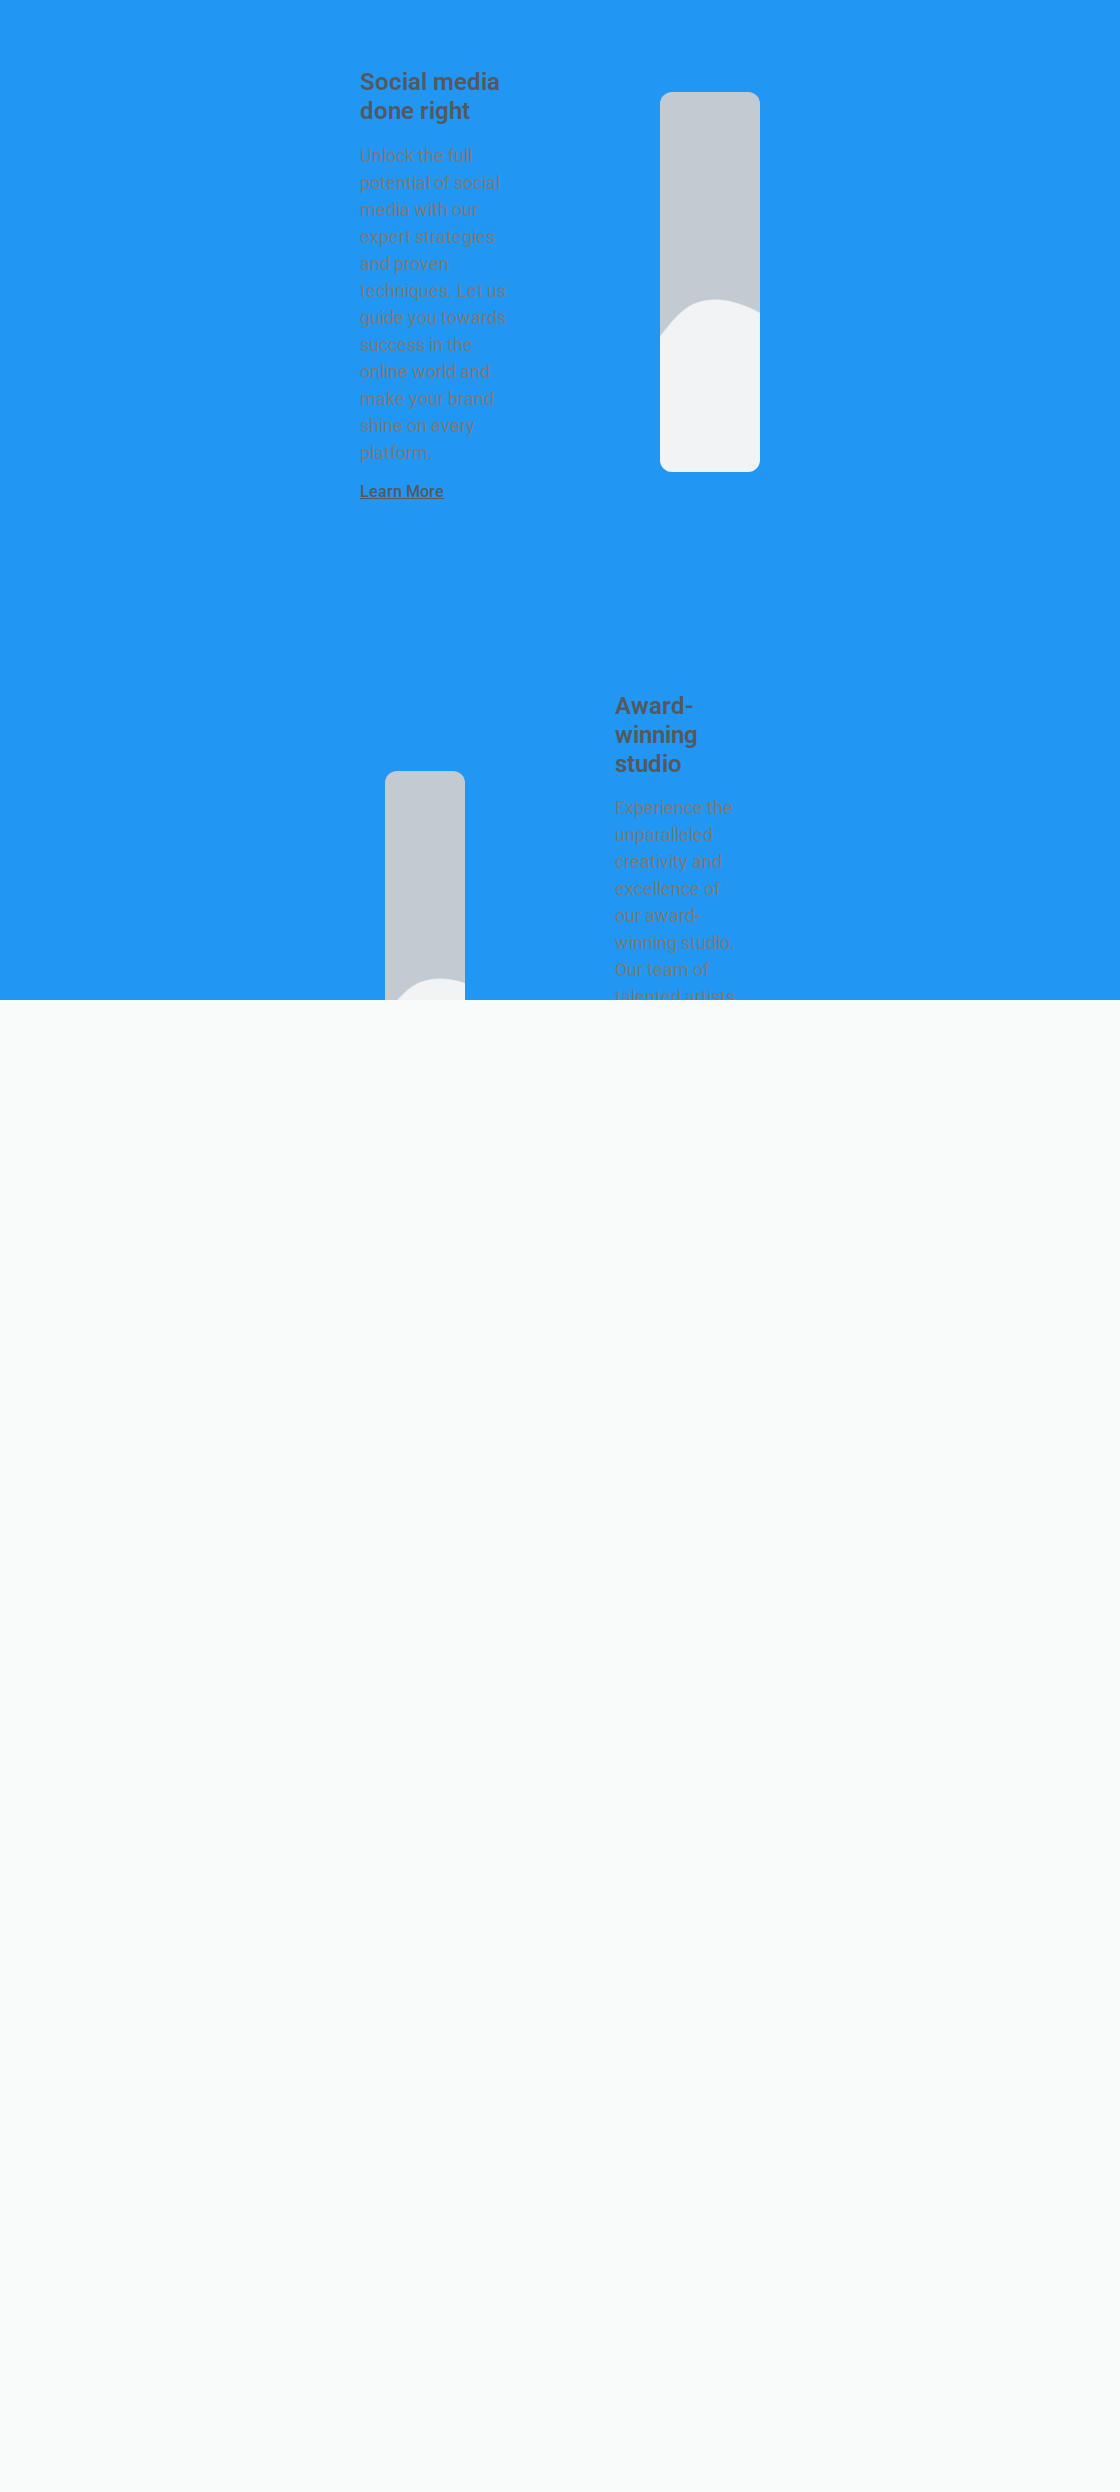 Social media
done right
Unlock the full
potential of social
media with our
expert strategies
and proven
techniques. Let us
guide you towards
success in the
online world and
make your brand
shine on every
platform.
Learn More
Award-
winning
studio
Experience the
unparalleled
creativity and
excellence of
our award-
winning studio.
Our team of
talented artists